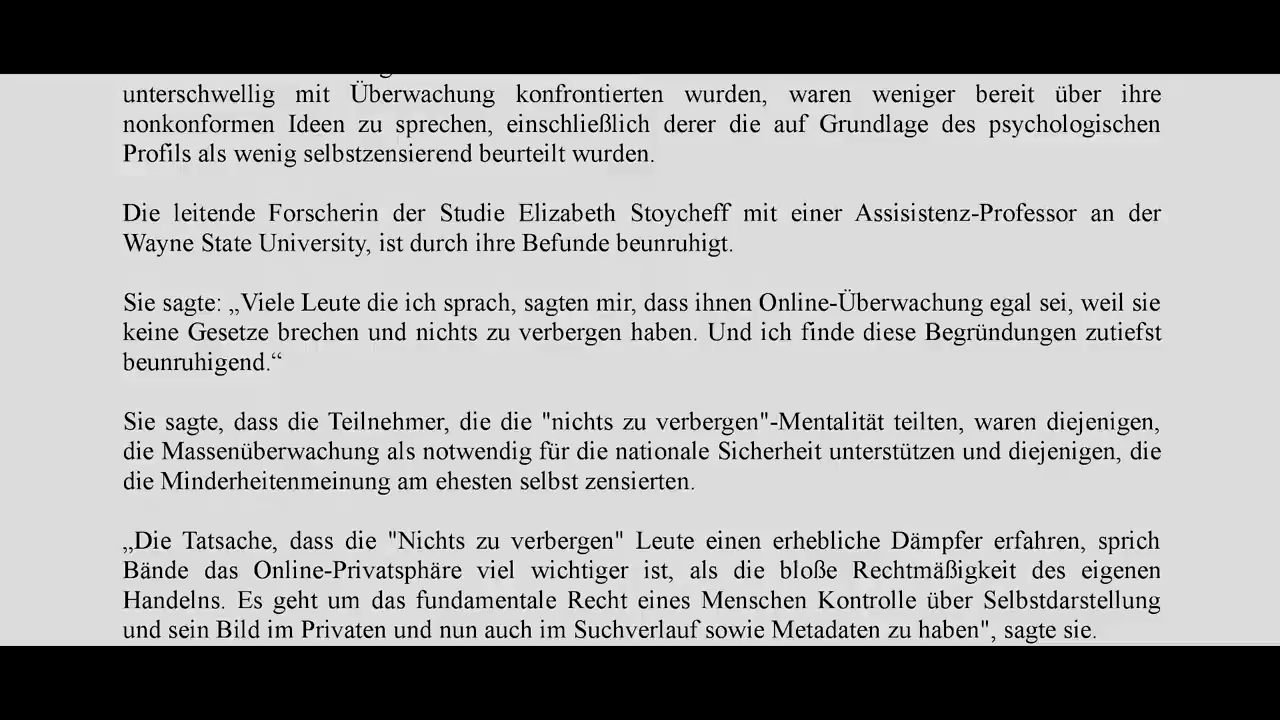 unterschwellig mit Überwachung konfrontierten wurden, waren weniger bereit über ihre
nonkonformen Ideen zu sprechen, einschließlich derer die auf Grundlage des psychologischen
Profils als wenig selbstzensierend beurteilt wurden.
Die leitende Forscherin der Studie Elizabeth Stoycheff mit einer Assisistenz-Professor an der
Wayne State University, ist durch ihre Befunde beunruhigt.
Sie sagte: „Viele Leute die ich sprach, sagten mir, dass ihnen Online-Überwachung egal sei, weil sie
keine Gesetze brechen und nichts zu verbergen haben. Und ich finde diese Begründungen zutiefst
beunruhigend.“
Sie sagte, dass die Teilnehmer, die die "nichts zu verbergen"-Mentalität teilten, waren diejenigen,
die Massenüberwachung als notwendig für die nationale Sicherheit unterstützen und diejenigen, die
die Minderheitenmeinung am ehesten selbst zensierten.
„Die Tatsache, dass die "Nichts zu verbergen" Leute einen erhebliche Dämpfer erfahren, sprich
Bände das Online-Privatsphäre viel wichtiger ist, als die bloße Rechtmäßigkeit des eigenen
Handelns. Es geht um das fundamentale Recht eines Menschen Kontrolle über Selbstdarstellung
und sein Bild im Privaten und nun auch im Suchverlauf sowie Metadaten zu haben", sagte sie.